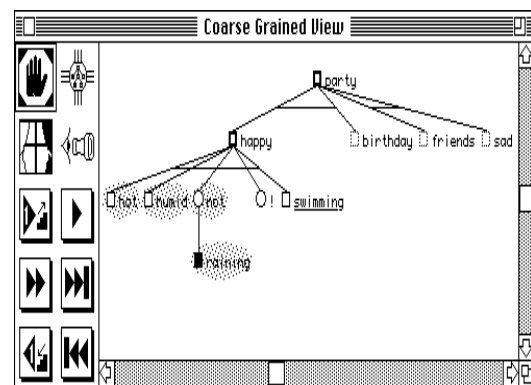 Coarse Grained View
party
happy birthday friends sad
hot humid not ! swimming
raining